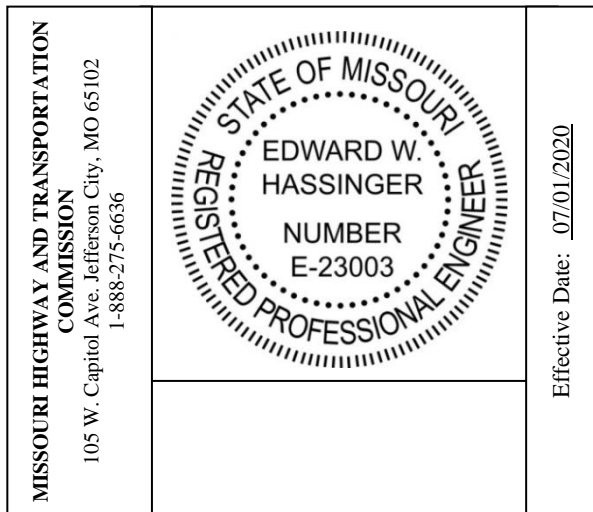 MISSOURI HIGHWAY AND TRANSPORTATION
COMMISSION
105 W. Capitol Ave. Jefferson City, MO 65102
1-888-275-6636
STATE OF MISSOURI
EDWARD W.
HASSINGER
NUMBER
E-23003
REGISTERED PROFESSIONAL ENGINEER
Effective Date: 07/01/2020